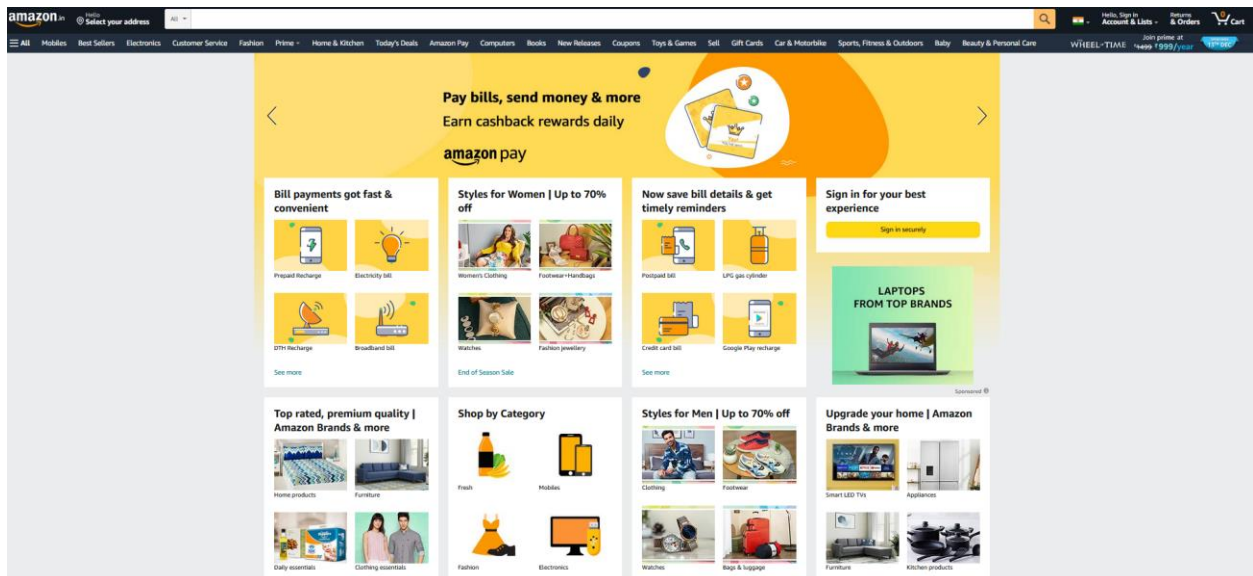 amazon.in
Hello
Select your address
All
Hello, Sign in
Account & Lists
Returns
& Orders
0
Cart
All
Mobiles
Best Sellers
Electronics
Customer Service
Fashion
Prime
Home & Kitchen
Today's Deals
Amazon Pay
Computers
Books
New Releases
Coupons
Toys & Games
Sell
Gift Cards
Car & Motorbike
Sports, Fitness & Outdoors
Baby
Beauty & Personal Care
WHEEL OF TIME
Join prime at
₹1499 ₹999/year
13TH DEC
Pay bills, send money & more
Earn cashback rewards daily
amazon pay
Bill payments got fast &
convenient
Prepaid Recharge
Electricity bill
DTH Recharge
Broadband bill
See more
Styles for Women | Up to 70%
off
Women's Clothing
Footwear+Handbags
Watches
Fashion jewellery
End of Season Sale
Now save bill details & get
timely reminders
Postpaid bill
LPG gas cylinder
Credit card bill
Google Play recharge
See more
Sign in for your best
experience
Sign in securely
LAPTOPS
FROM TOP BRANDS
Sponsored
Top rated, premium quality |
Amazon Brands & more
Home products
Furniture
Daily essentials
Clothing essentials
Shop by Category
Fresh
Mobiles
Fashion
Electronics
Styles for Men | Up to 70% off
Clothing
Footwear
Watches
Bags & luggage
Upgrade your home | Amazon
Brands & more
Smart LED TVs
Appliances
Furniture
Kitchen products